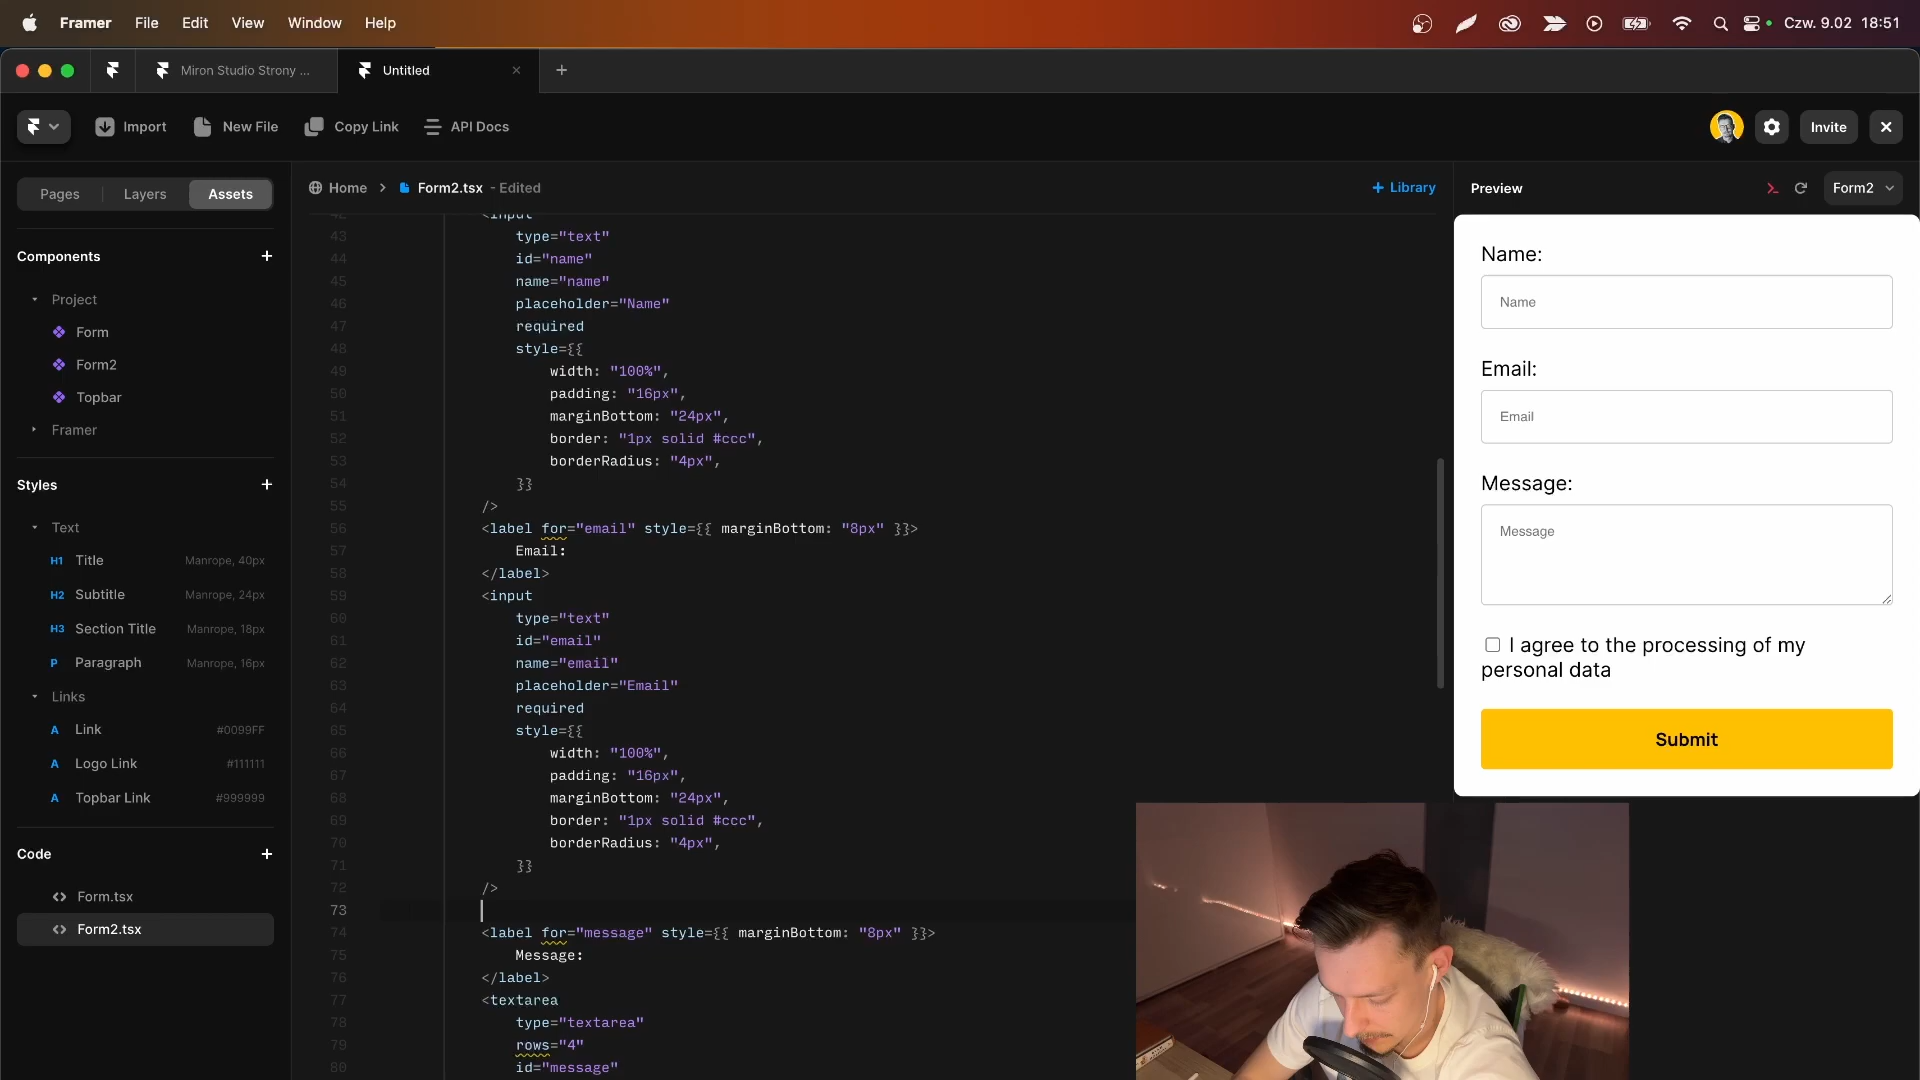 Framer File Edit View Window Help
Czw. 9.02 18:51
Miron Studio Strony ...
Untitled
Import New File Copy Link API Docs
Invite
Pages Layers Assets
Home Form2.tsx - Edited
Library
Preview
Form2
Components
Project
Form
Form2
Topbar
Framer
Styles
Text
H1 Title Manrope, 40px
H2 Subtitle Manrope, 24px
H3 Section Title Manrope, 18px
P Paragraph Manrope, 16px
Links
A Link #0099FF
A Logo Link #111111
A Topbar Link #999999
Code
Form.tsx
Form2.tsx
42 <input
43 type="text"
44 id="name"
45 name="name"
46 placeholder="Name"
47 required
48 style={{
49 width: "100%",
50 padding: "16px",
51 marginBottom: "24px",
52 border: "1px solid #ccc",
53 borderRadius: "4px",
54 }}
55 />
56 <label for="email" style={{ marginBottom: "8px" }}>
57 Email:
58 </label>
59 <input
60 type="text"
61 id="email"
62 name="email"
63 placeholder="Email"
64 required
65 style={{
66 width: "100%",
67 padding: "16px",
68 marginBottom: "24px",
69 border: "1px solid #ccc",
70 borderRadius: "4px",
71 }}
72 />
73
74 <label for="message" style={{ marginBottom: "8px" }}>
75 Message:
76 </label>
77 <textarea
78 type="textarea"
79 rows="4"
80 id="message"
Name:
Name
Email:
Email
Message:
Message
I agree to the processing of my
personal data
Submit